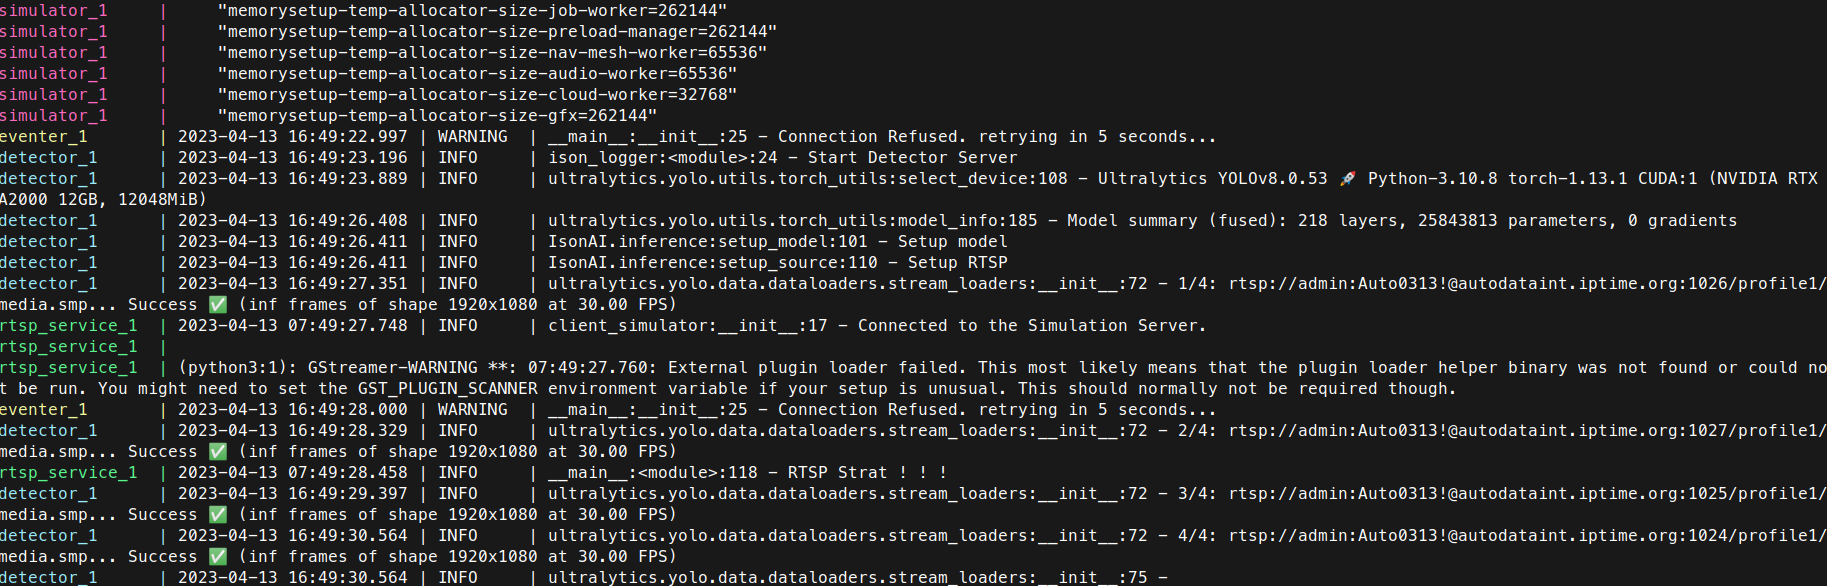 simulator_1     |     "memorysetup-temp-allocator-size-job-worker=262144"
simulator_1     |     "memorysetup-temp-allocator-size-preload-manager=262144"
simulator_1     |     "memorysetup-temp-allocator-size-nav-mesh-worker=65536"
simulator_1     |     "memorysetup-temp-allocator-size-audio-worker=65536"
simulator_1     |     "memorysetup-temp-allocator-size-cloud-worker=32768"
simulator_1     |     "memorysetup-temp-allocator-size-gfx=262144"
eventer_1       | 2023-04-13 16:49:22.997 | WARNING  | __main__:__init__:25 - Connection Refused. retrying in 5 seconds...
detector_1      | 2023-04-13 16:49:23.196 | INFO     | ison_logger:<module>:24 - Start Detector Server
detector_1      | 2023-04-13 16:49:23.889 | INFO     | ultralytics.yolo.utils.torch_utils:select_device:108 - Ultralytics YOLOv8.0.53 🚀 Python-3.10.8 torch-1.13.1 CUDA:1 (NVIDIA RTX
A2000 12GB, 12048MiB)
detector_1      | 2023-04-13 16:49:26.408 | INFO     | ultralytics.yolo.utils.torch_utils:model_info:185 - Model summary (fused): 218 layers, 25843813 parameters, 0 gradients
detector_1      | 2023-04-13 16:49:26.411 | INFO     | IsonAI.inference:setup_model:101 - Setup model
detector_1      | 2023-04-13 16:49:26.411 | INFO     | IsonAI.inference:setup_source:110 - Setup RTSP
detector_1      | 2023-04-13 16:49:27.351 | INFO     | ultralytics.yolo.data.dataloaders.stream_loaders:__init__:72 - 1/4: rtsp://admin:Auto0313!@autodataint.iptime.org:1026/profile1/
media.smp... Success ✅ (inf frames of shape 1920x1080 at 30.00 FPS)
rtsp_service_1  | 2023-04-13 07:49:27.748 | INFO     | client_simulator:__init__:17 - Connected to the Simulation Server.
rtsp_service_1  |
rtsp_service_1  | (python3:1): GStreamer-WARNING **: 07:49:27.760: External plugin loader failed. This most likely means that the plugin loader helper binary was not found or could no
t be run. You might need to set the GST_PLUGIN_SCANNER environment variable if your setup is unusual. This should normally not be required though.
eventer_1       | 2023-04-13 16:49:28.000 | WARNING  | __main__:__init__:25 - Connection Refused. retrying in 5 seconds...
detector_1      | 2023-04-13 16:49:28.329 | INFO     | ultralytics.yolo.data.dataloaders.stream_loaders:__init__:72 - 2/4: rtsp://admin:Auto0313!@autodataint.iptime.org:1027/profile1/
media.smp... Success ✅ (inf frames of shape 1920x1080 at 30.00 FPS)
rtsp_service_1  | 2023-04-13 07:49:28.458 | INFO     | __main__:<module>:118 - RTSP Strat ! ! !
detector_1      | 2023-04-13 16:49:29.397 | INFO     | ultralytics.yolo.data.dataloaders.stream_loaders:__init__:72 - 3/4: rtsp://admin:Auto0313!@autodataint.iptime.org:1025/profile1/
media.smp... Success ✅ (inf frames of shape 1920x1080 at 30.00 FPS)
detector_1      | 2023-04-13 16:49:30.564 | INFO     | ultralytics.yolo.data.dataloaders.stream_loaders:__init__:72 - 4/4: rtsp://admin:Auto0313!@autodataint.iptime.org:1024/profile1/
media.smp... Success ✅ (inf frames of shape 1920x1080 at 30.00 FPS)
detector_1      | 2023-04-13 16:49:30.564 | INFO     | ultralytics.yolo.data.dataloaders.stream_loaders:__init__:75 -